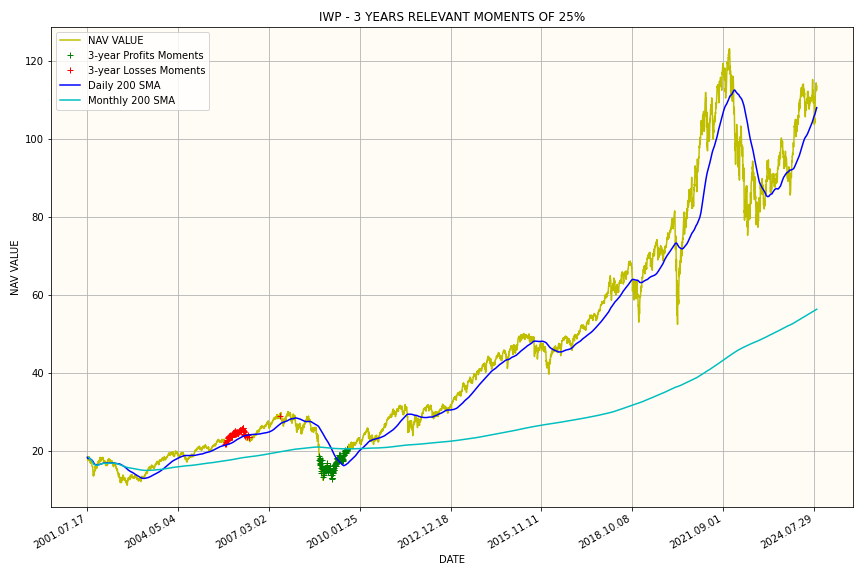 IWP - 3 YEARS RELEVANT MOMENTS OF 25%
NAV VALUE
3-year Profits Moments
3-year Losses Moments
Daily 200 SMA
Monthly 200 SMA
NAV VALUE
120
100
80
60
40
20
2001.07.17
2004.05.04
2007.03.02
2010.01.25
2012.12.18
2015.11.11
2018.10.08
2021.09.01
2024.07.29
DATE